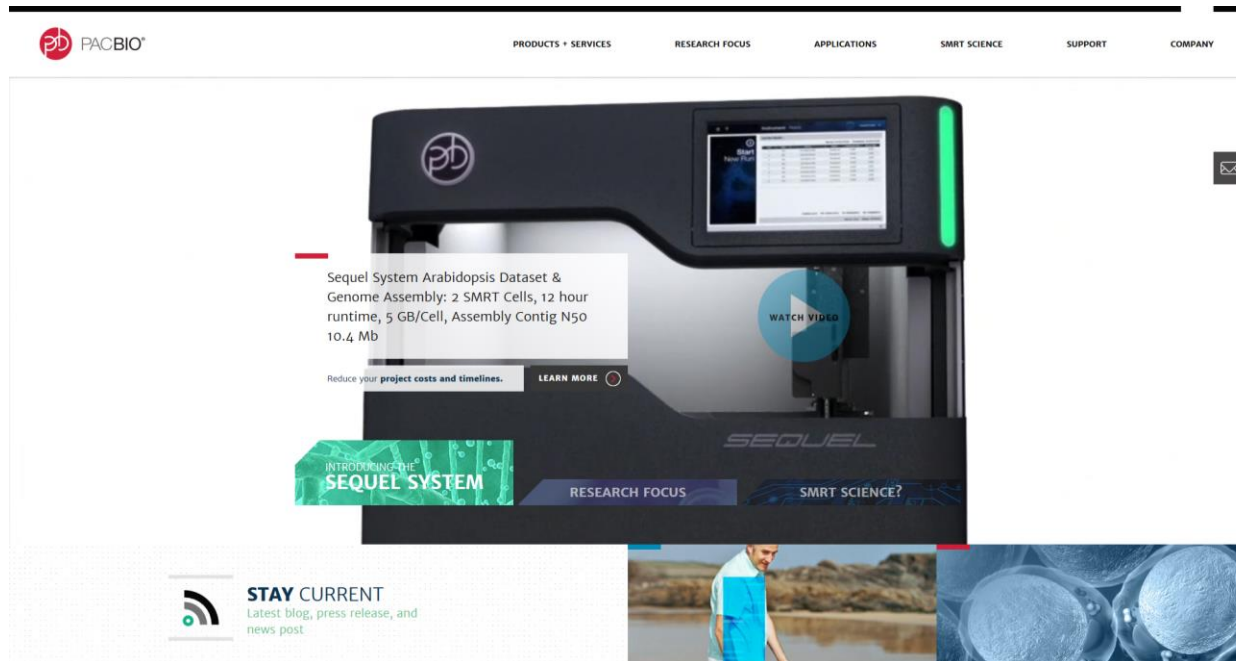 PACBIO®
PRODUCTS + SERVICES
RESEARCH FOCUS
APPLICATIONS
SMRT SCIENCE
SUPPORT
COMPANY
Start
New Run
Sequel System Arabidopsis Dataset &
Genome Assembly: 2 SMRT Cells, 12 hour
runtime, 5 GB/Cell, Assembly Contig N50
10.4 Mb
WATCH VIDEO
Reduce your project costs and timelines.
LEARN MORE
SEQUEL
INTRODUCING THE
SEQUEL SYSTEM
RESEARCH FOCUS
SMRT SCIENCE?
STAY CURRENT
Latest blog, press release, and
news post